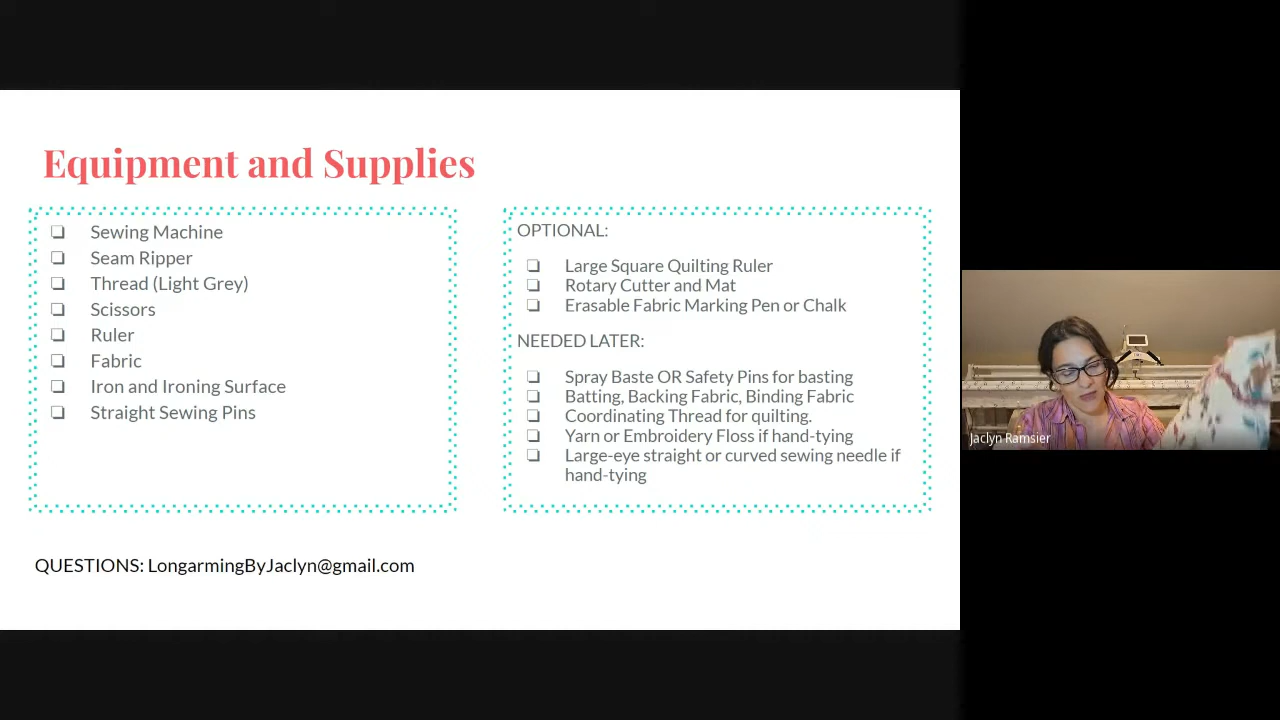 Equipment and Supplies
Sewing Machine
Seam Ripper
Thread (Light Grey)
Scissors
Ruler
Fabric
Iron and Ironing Surface
Straight Sewing Pins
OPTIONAL:
Large Square Quilting Ruler
Rotary Cutter and Mat
Erasable Fabric Marking Pen or Chalk
NEEDED LATER:
Spray Baste OR Safety Pins for basting
Batting, Backing Fabric, Binding Fabric
Coordinating Thread for quilting.
Yarn or Embroidery Floss if hand-tying
Large-eye straight or curved sewing needle if
hand-tying
QUESTIONS: LongarmingByJaclyn@gmail.com
Jaclyn Ramsier